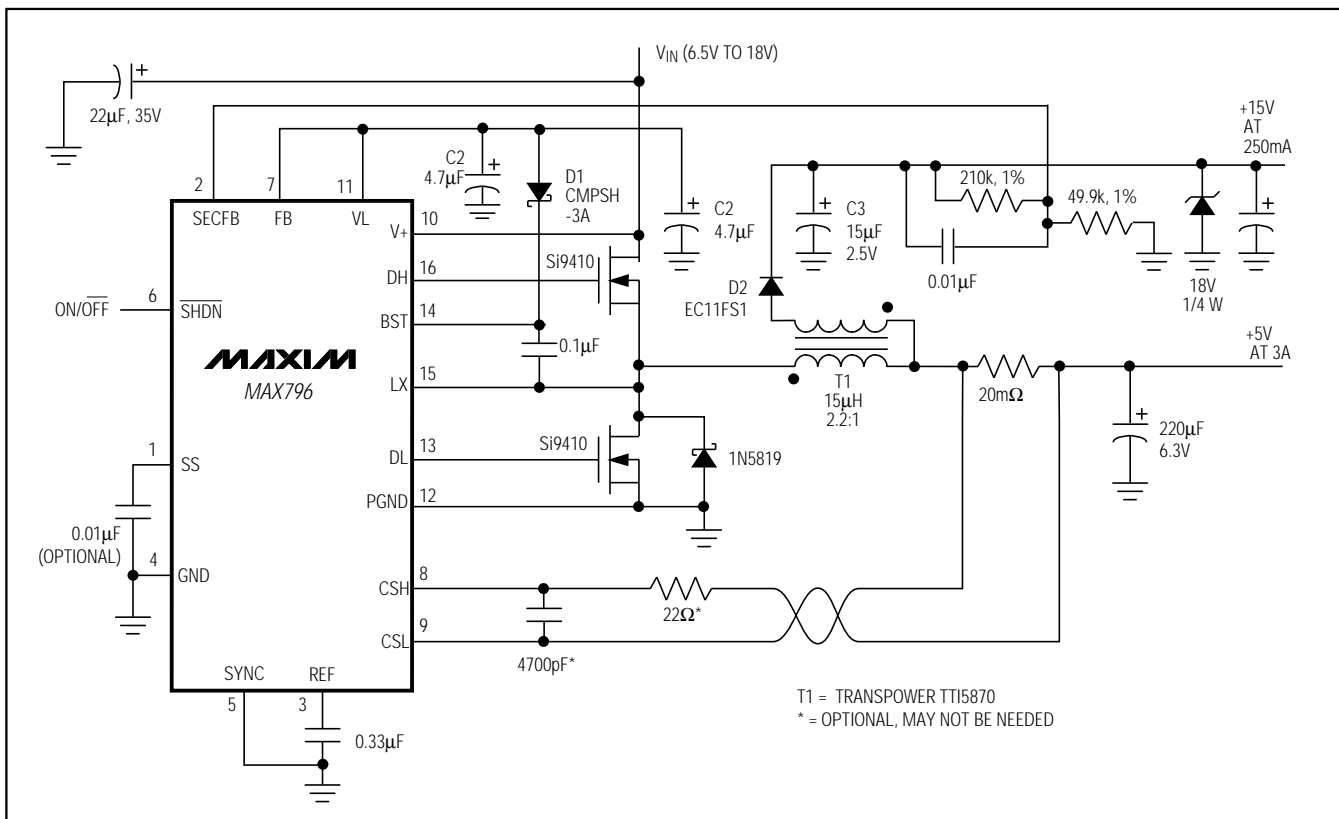 V_IN (6.5V TO 18V)
22µF, 35V
+15V
AT
250mA
2
7
11
C2
4.7µF
D1
CMPSH
-3A
C2
4.7µF
C3
15µF
2.5V
210k, 1%
49.9k, 1%
0.01µF
18V
1/4 W
SECFB
FB
VL
V+
10
DH
16
Si9410
D2
EC11FS1
ON/OFF
6
SHDN
BST
14
0.1µF
MAXIM
MAX796
LX
15
T1
15µH
2.2:1
20mΩ
+5V
AT 3A
220µF
6.3V
1
SS
DL
13
Si9410
1N5819
PGND
12
0.01µF
(OPTIONAL)
4
GND
CSH
8
22Ω*
CSL
9
4700pF*
SYNC
REF
5
3
0.33µF
T1 = TRANSPOWER TTI5870
* = OPTIONAL, MAY NOT BE NEEDED